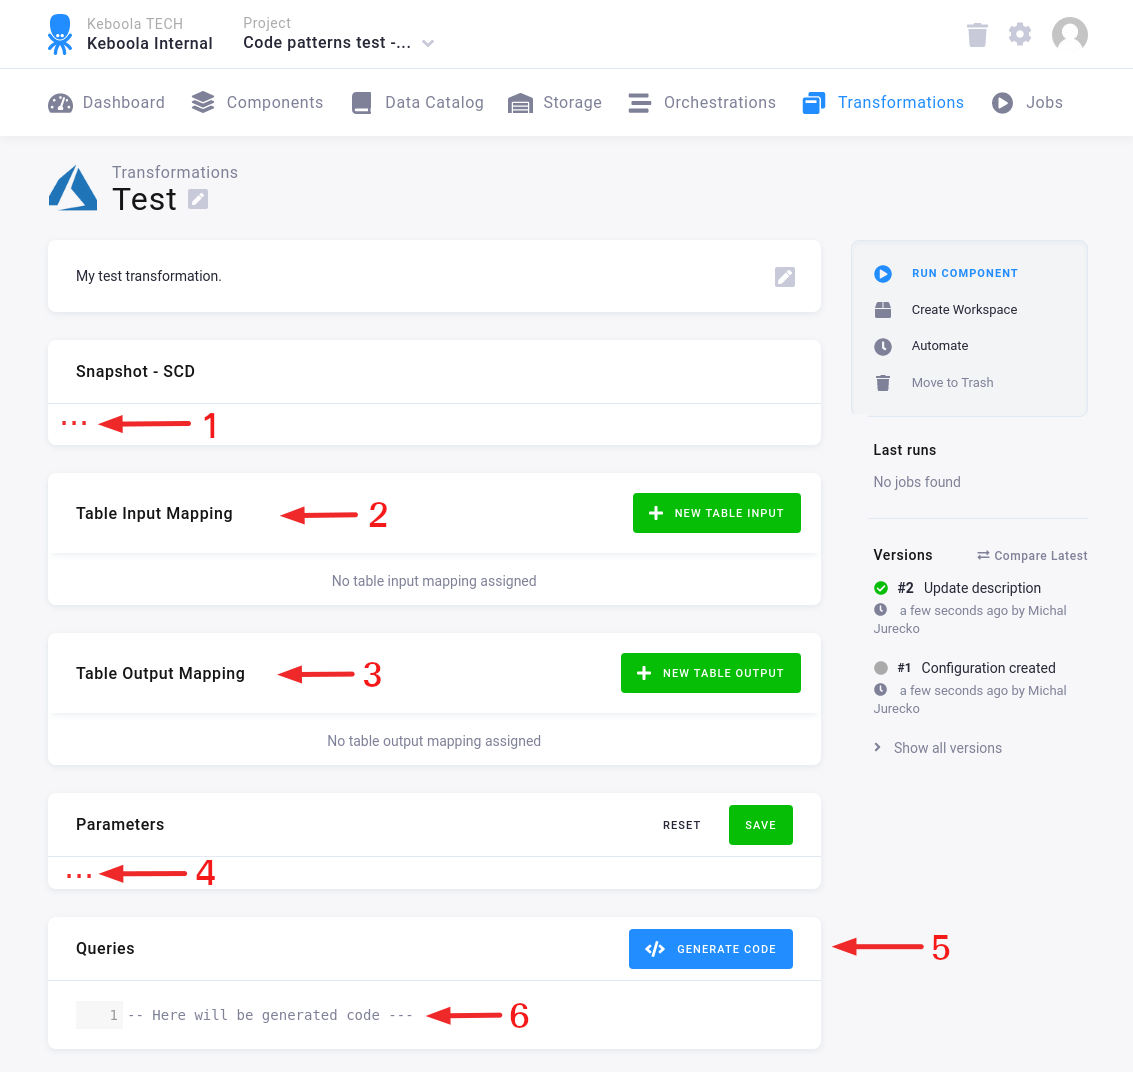 Keboola TECH
Keboola Internal
Project
Code patterns test -...
Dashboard
Components
Data Catalog
Storage
Orchestrations
Transformations
Jobs
Transformations
Test
My test transformation.
Snapshot - SCD
... 1
Table Input Mapping
2
NEW TABLE INPUT
No table input mapping assigned
Table Output Mapping
3
NEW TABLE OUTPUT
No table output mapping assigned
Parameters
RESET
SAVE
... 4
Queries
GENERATE CODE
5
1 -- Here will be generated code ---
6
RUN COMPONENT
Create Workspace
Automate
Move to Trash
Last runs
No jobs found
Versions
Compare Latest
#2 Update description
a few seconds ago by Michal
Jurecko
#1 Configuration created
a few seconds ago by Michal
Jurecko
Show all versions